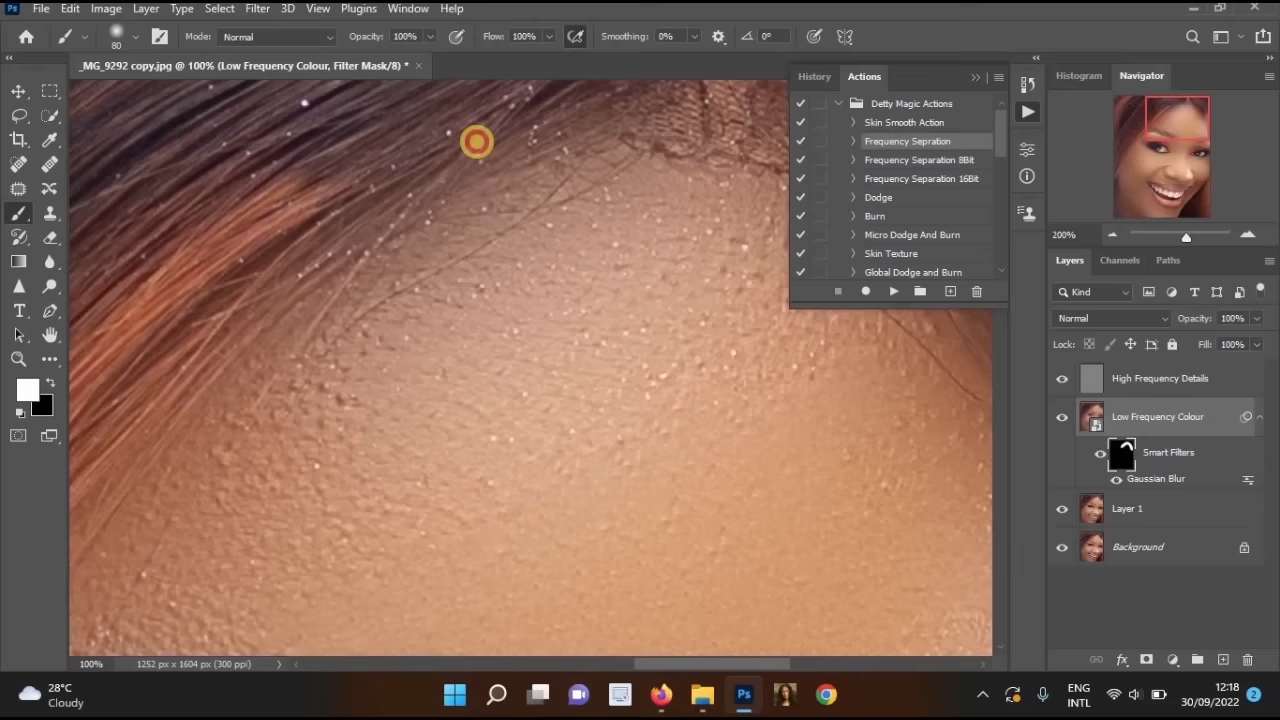 Ps File Edit Image Layer Type Select Filter 3D View Plugins Window Help
80 Mode: Normal Opacity: 100% Flow: 100% Smoothing: 0% 0°
_MG_9292 copy.jpg @ 100% (Low Frequency Colour, Filter Mask/8) *
History Actions
Detty Magic Actions
Skin Smooth Action
Frequency Sepration
Frequency Separation 8Bit
Frequency Separation 16Bit
Dodge
Burn
Micro Dodge And Burn
Skin Texture
Global Dodge and Burn
Histogram Navigator
200%
Layers Channels Paths
Kind
Normal Opacity: 100%
Lock: Fill: 100%
High Frequency Details
Low Frequency Colour
Smart Filters
Gaussian Blur
Layer 1
Background
100% 1252 px x 1604 px (300 ppi)
28°C
Cloudy
Ps
ENG
INTL
12:18
30/09/2022
2